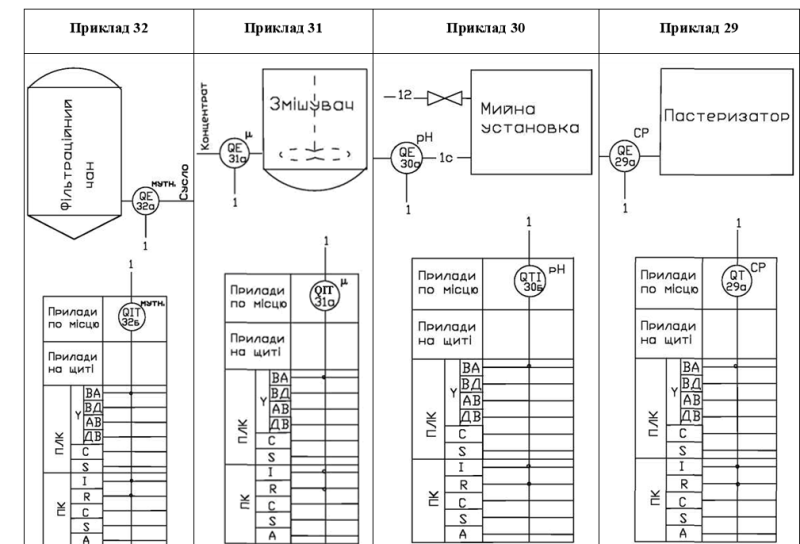 Приклад 32
Приклад 31
Приклад 30
Приклад 29
Фільтраційний
чан
QE
32а
мутн.
Сусло
1
1
QIT
32б
мутн.
Прилади
по місцю
Прилади
на щиті
ПЛК
Y
ВА
ВД
АВ
ДВ
C
S
ПК
I
R
C
S
A
Концентрат
QE
31а
μ
Змішувач
1
1
QIT
31а
μ
Прилади
по місцю
Прилади
на щиті
ПЛК
Y
ВА
ВД
АВ
ДВ
C
S
ПК
I
R
C
S
A
12
Мийна
установка
QE
30а
pH
1с
1
1
QTI
30б
pH
Прилади
по місцю
Прилади
на щиті
ПЛК
Y
ВА
ВД
АВ
ДВ
C
S
ПК
I
R
C
S
A
Пастеризатор
QE
29а
СР
1
1
QT
29а
СР
Прилади
по місцю
Прилади
на щиті
ПЛК
Y
ВА
ВД
АВ
ДВ
C
S
ПК
I
R
C
S
A